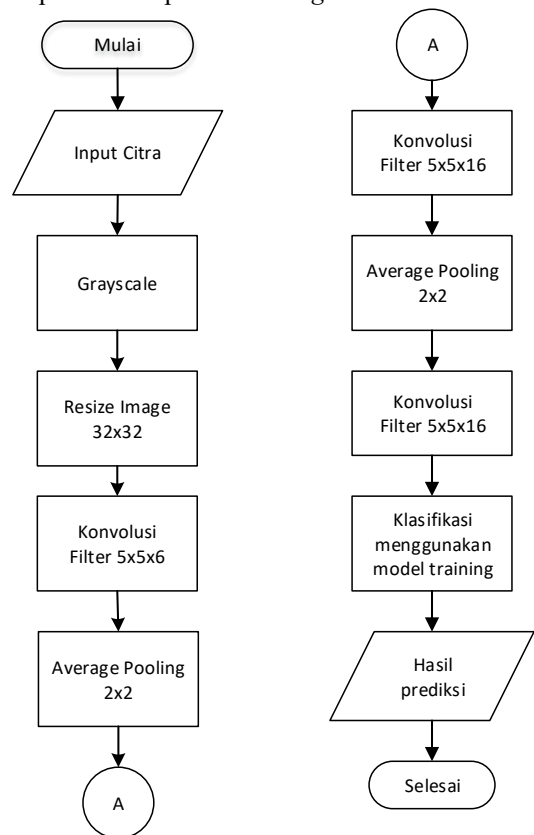 Mulai
Input Citra
Grayscale
Resize Image
32x32
Konvolusi
Filter 5x5x6
Average Pooling
2x2
A
A
Konvolusi
Filter 5x5x16
Average Pooling
2x2
Konvolusi
Filter 5x5x16
Klasifikasi
menggunakan
model training
Hasil
prediksi
Selesai